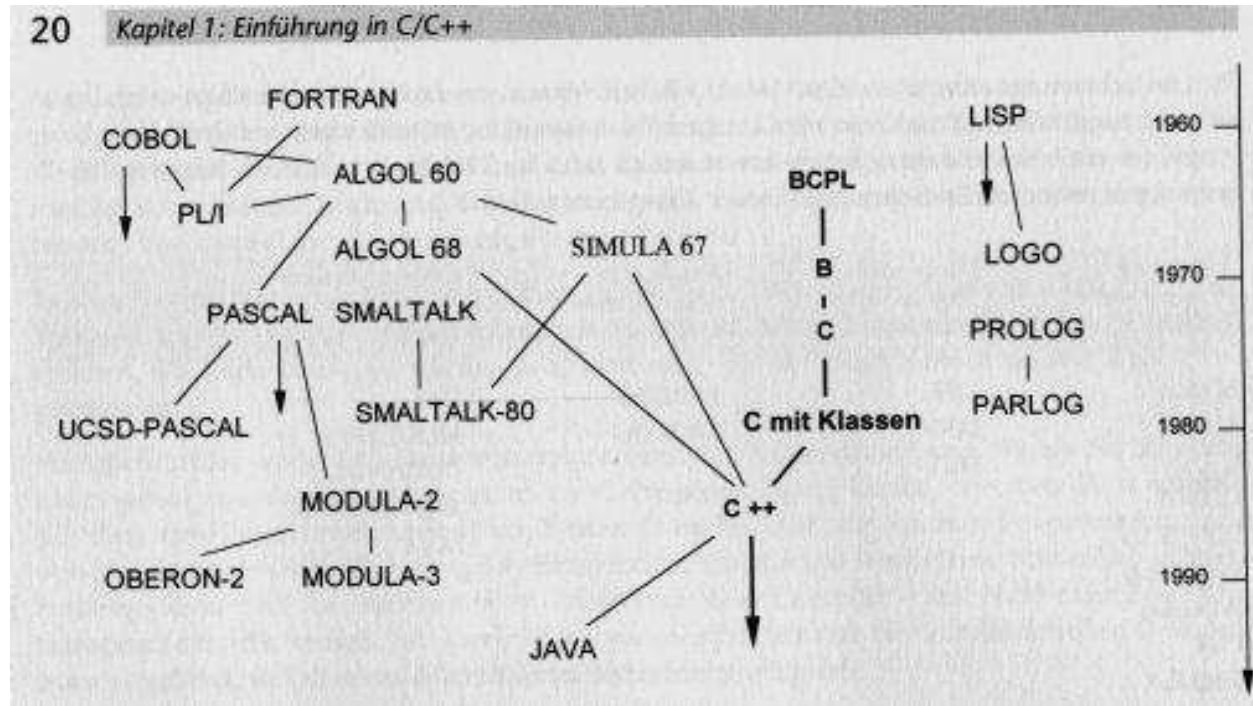 20 Kapitel 1: Einführung in C/C++
FORTRAN
LISP
1960
COBOL
ALGOL 60
BCPL
PL/I
ALGOL 68
SIMULA 67
LOGO
B
1970
PASCAL
SMALTALK
C
PROLOG
UCSD-PASCAL
SMALTALK-80
C mit Klassen
PARLOG
1980
MODULA-2
C ++
OBERON-2
MODULA-3
1990
JAVA